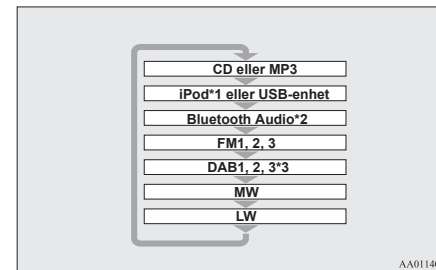 CD eller MP3
iPod*1 eller USB-enhet
Bluetooth Audio*2
FM1, 2, 3
DAB1, 2, 3*3
MW
LW